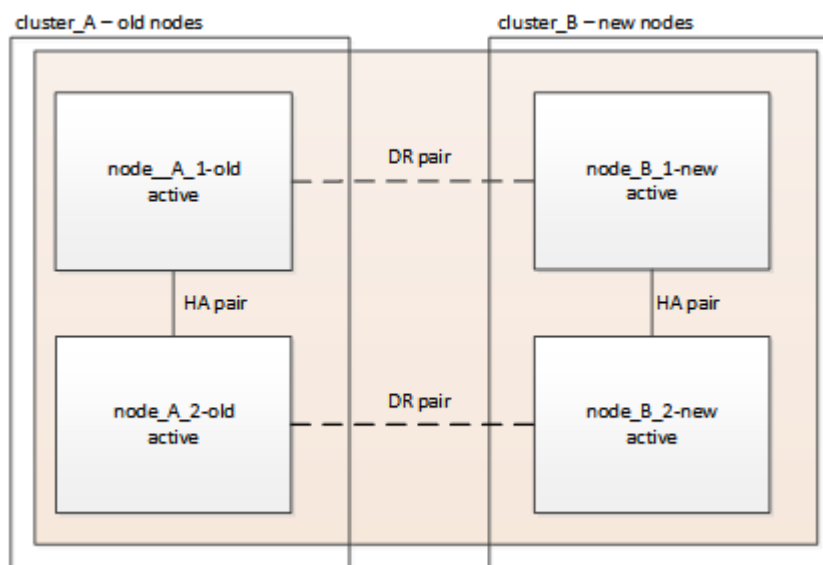 cluster_A – old nodes
cluster_B – new nodes
node__A_1-old
active
DR pair
node_B_1-new
active
HA pair
HA pair
node_A_2-old
active
DR pair
node_B_2-new
active